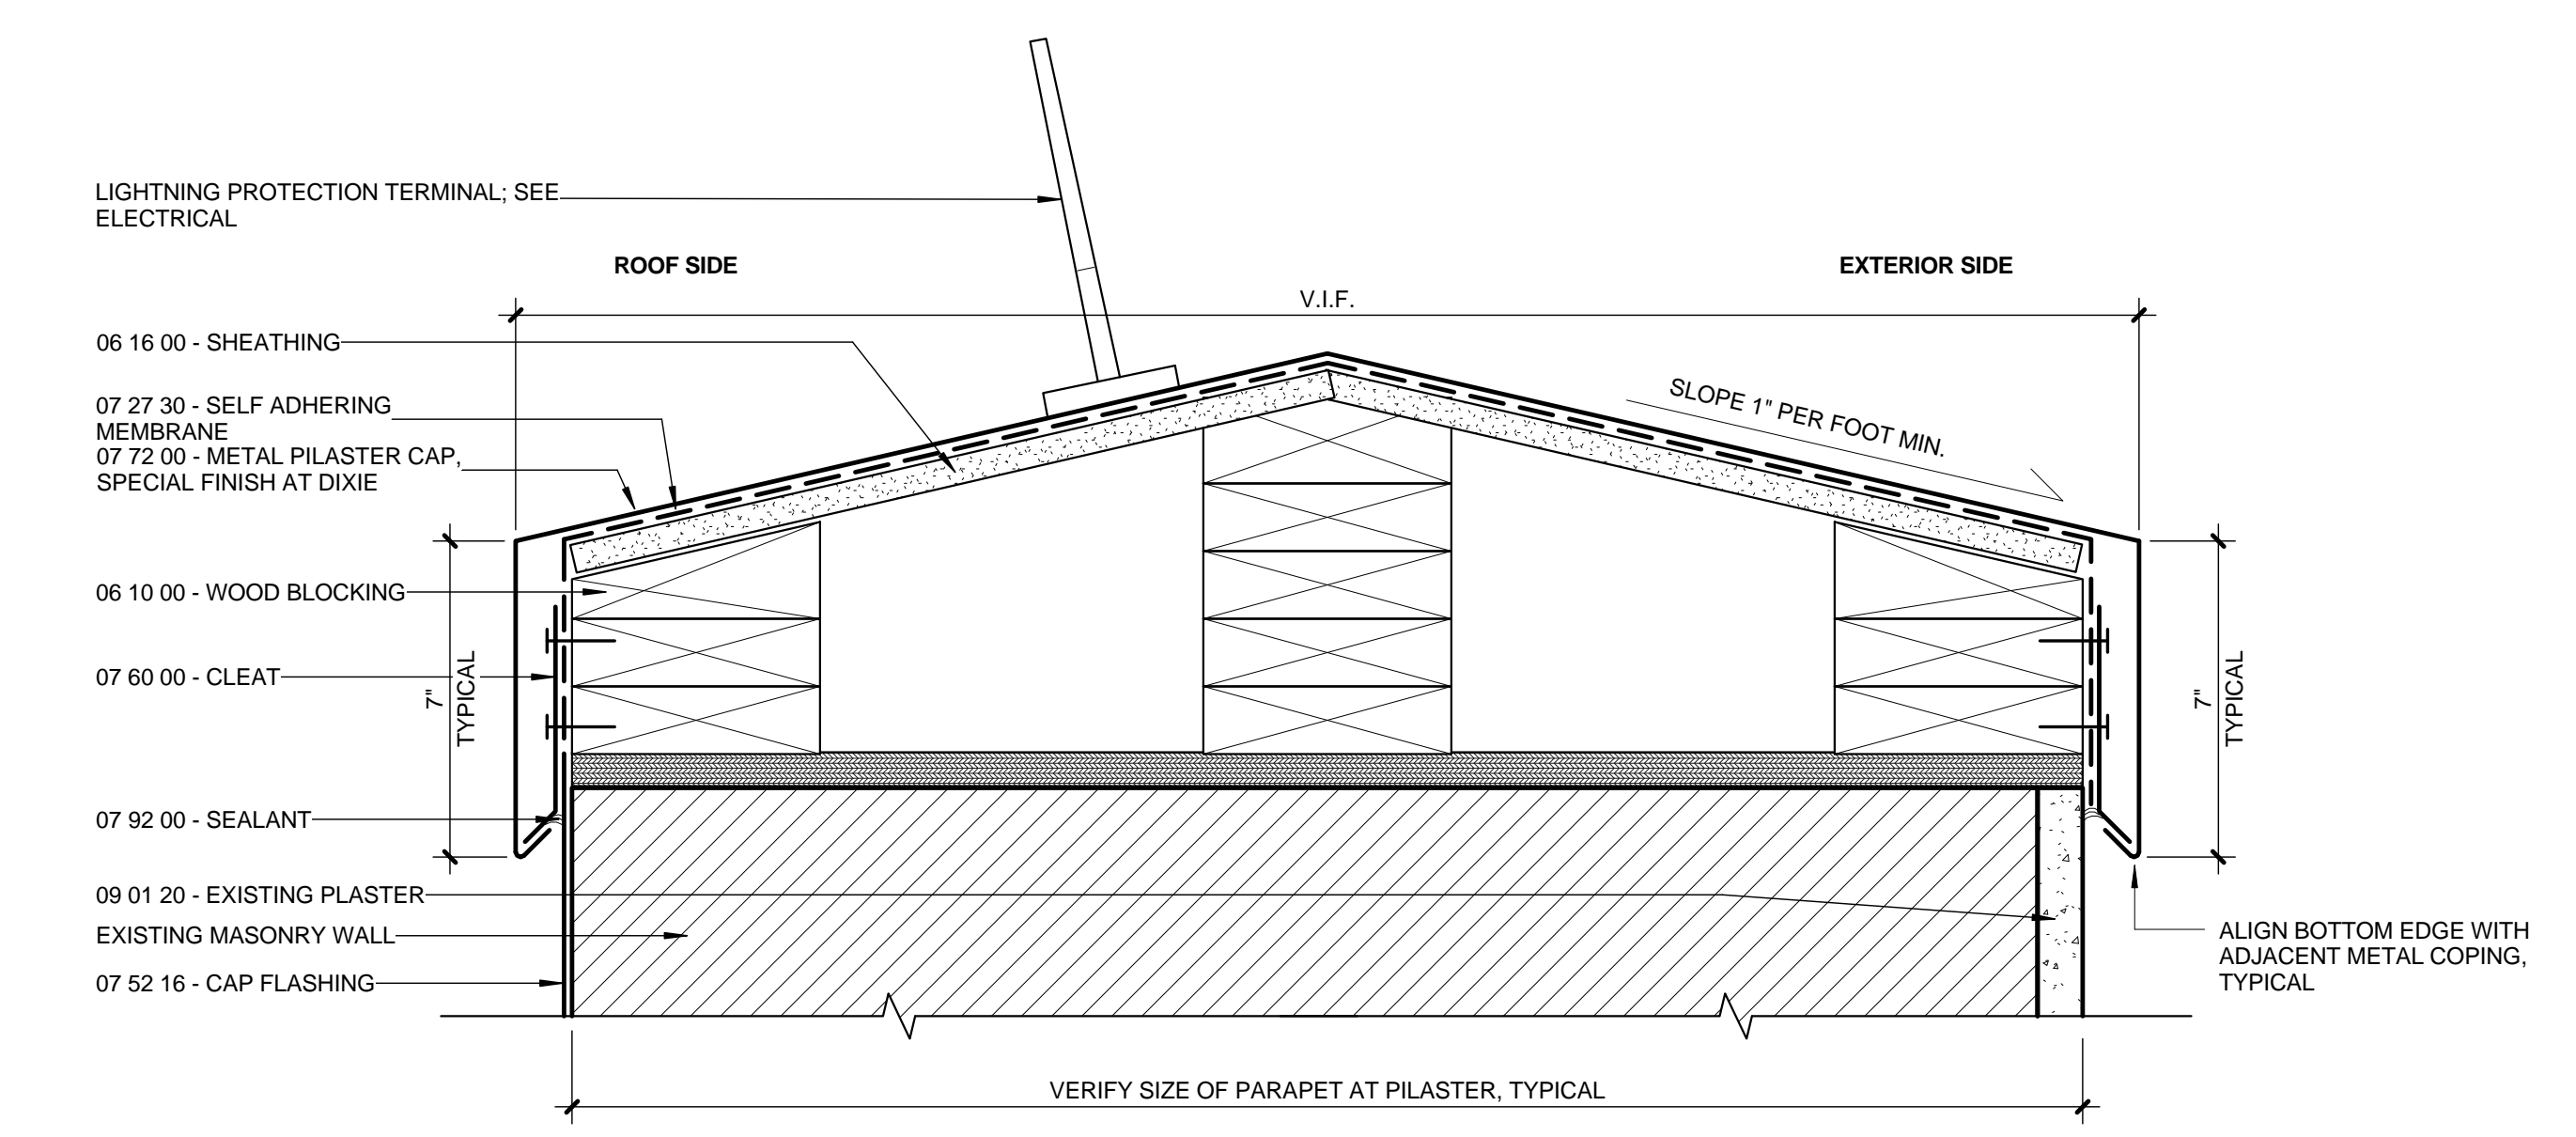 LIGHTNING PROTECTION TERMINAL; SEE
ELECTRICAL
ROOF SIDE
EXTERIOR SIDE
V.I.F.
06 16 00 - SHEATHING
07 27 30 - SELF ADHERING
MEMBRANE
07 72 00 - METAL PILASTER CAP,
SPECIAL FINISH AT DIXIE
SLOPE 1" PER FOOT MIN.
06 10 00 - WOOD BLOCKING
07 60 00 - CLEAT
7"
TYPICAL
7"
TYPICAL
07 92 00 - SEALANT
09 01 20 - EXISTING PLASTER
EXISTING MASONRY WALL
07 52 16 - CAP FLASHING
ALIGN BOTTOM EDGE WITH
ADJACENT METAL COPING,
TYPICAL
VERIFY SIZE OF PARAPET AT PILASTER, TYPICAL